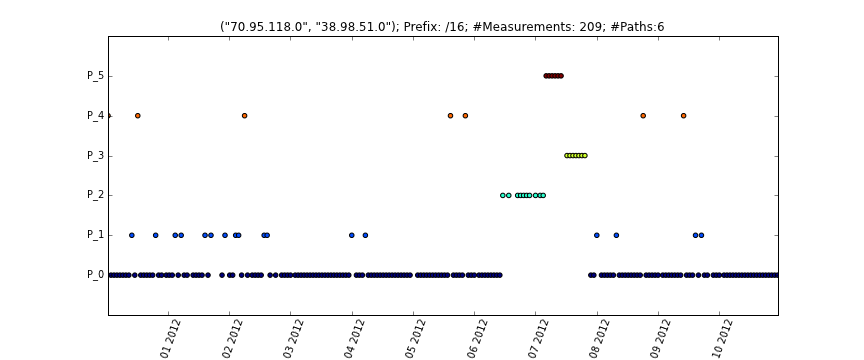 ("70.95.118.0", "38.98.51.0"); Prefix: /16; #Measurements: 209; #Paths:6
P_5
P_4
P_3
P_2
P_1
P_0
01 2012
02 2012
03 2012
04 2012
05 2012
06 2012
07 2012
08 2012
09 2012
10 2012